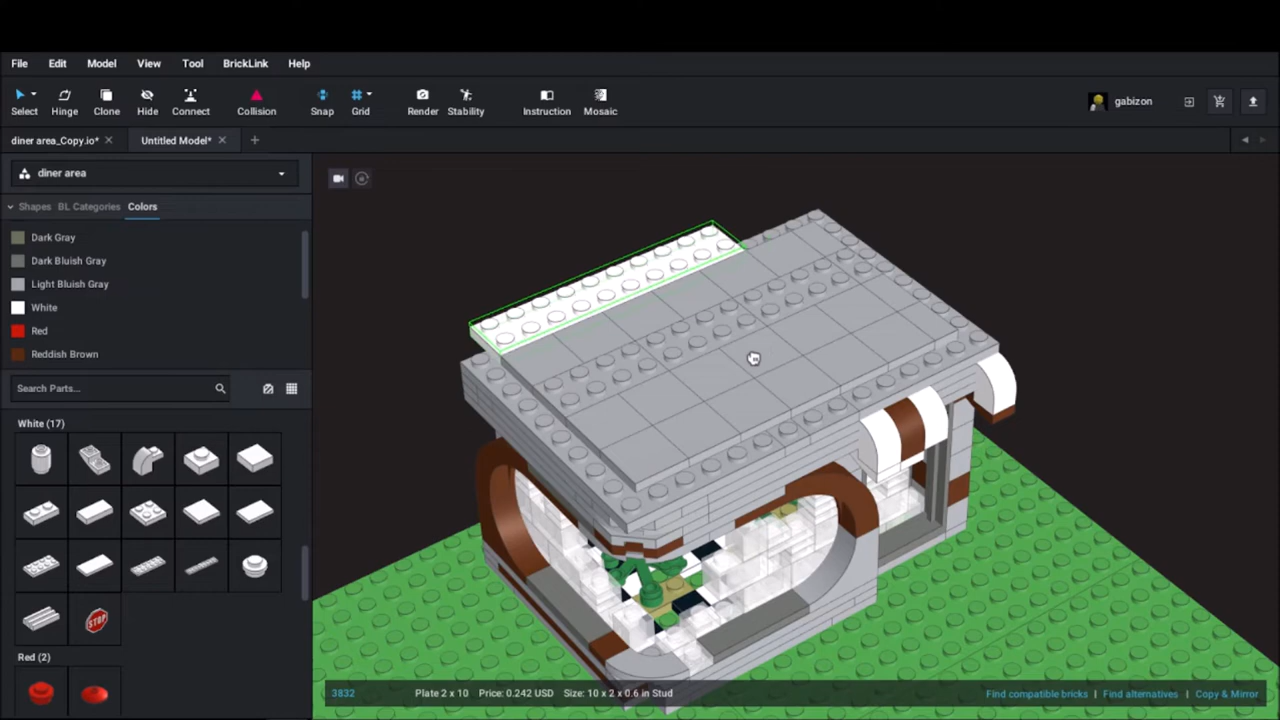 File Edit Model View Tool BrickLink Help
Select Hinge Clone Hide Connect Collision Snap Grid Render Stability Instruction Mosaic gabizon
diner area_Copy.io* Untitled Model*
diner area
Shapes BL Categories Colors
Dark Gray
Dark Bluish Gray
Light Bluish Gray
White
Red
Reddish Brown
Search Parts...
White (17)
STOP
Red (2)
3832 Plate 2 x 10 Price: 0.242 USD Size: 10 x 2 x 0.6 in Stud Find compatible bricks | Find alternatives | Copy & Mirror